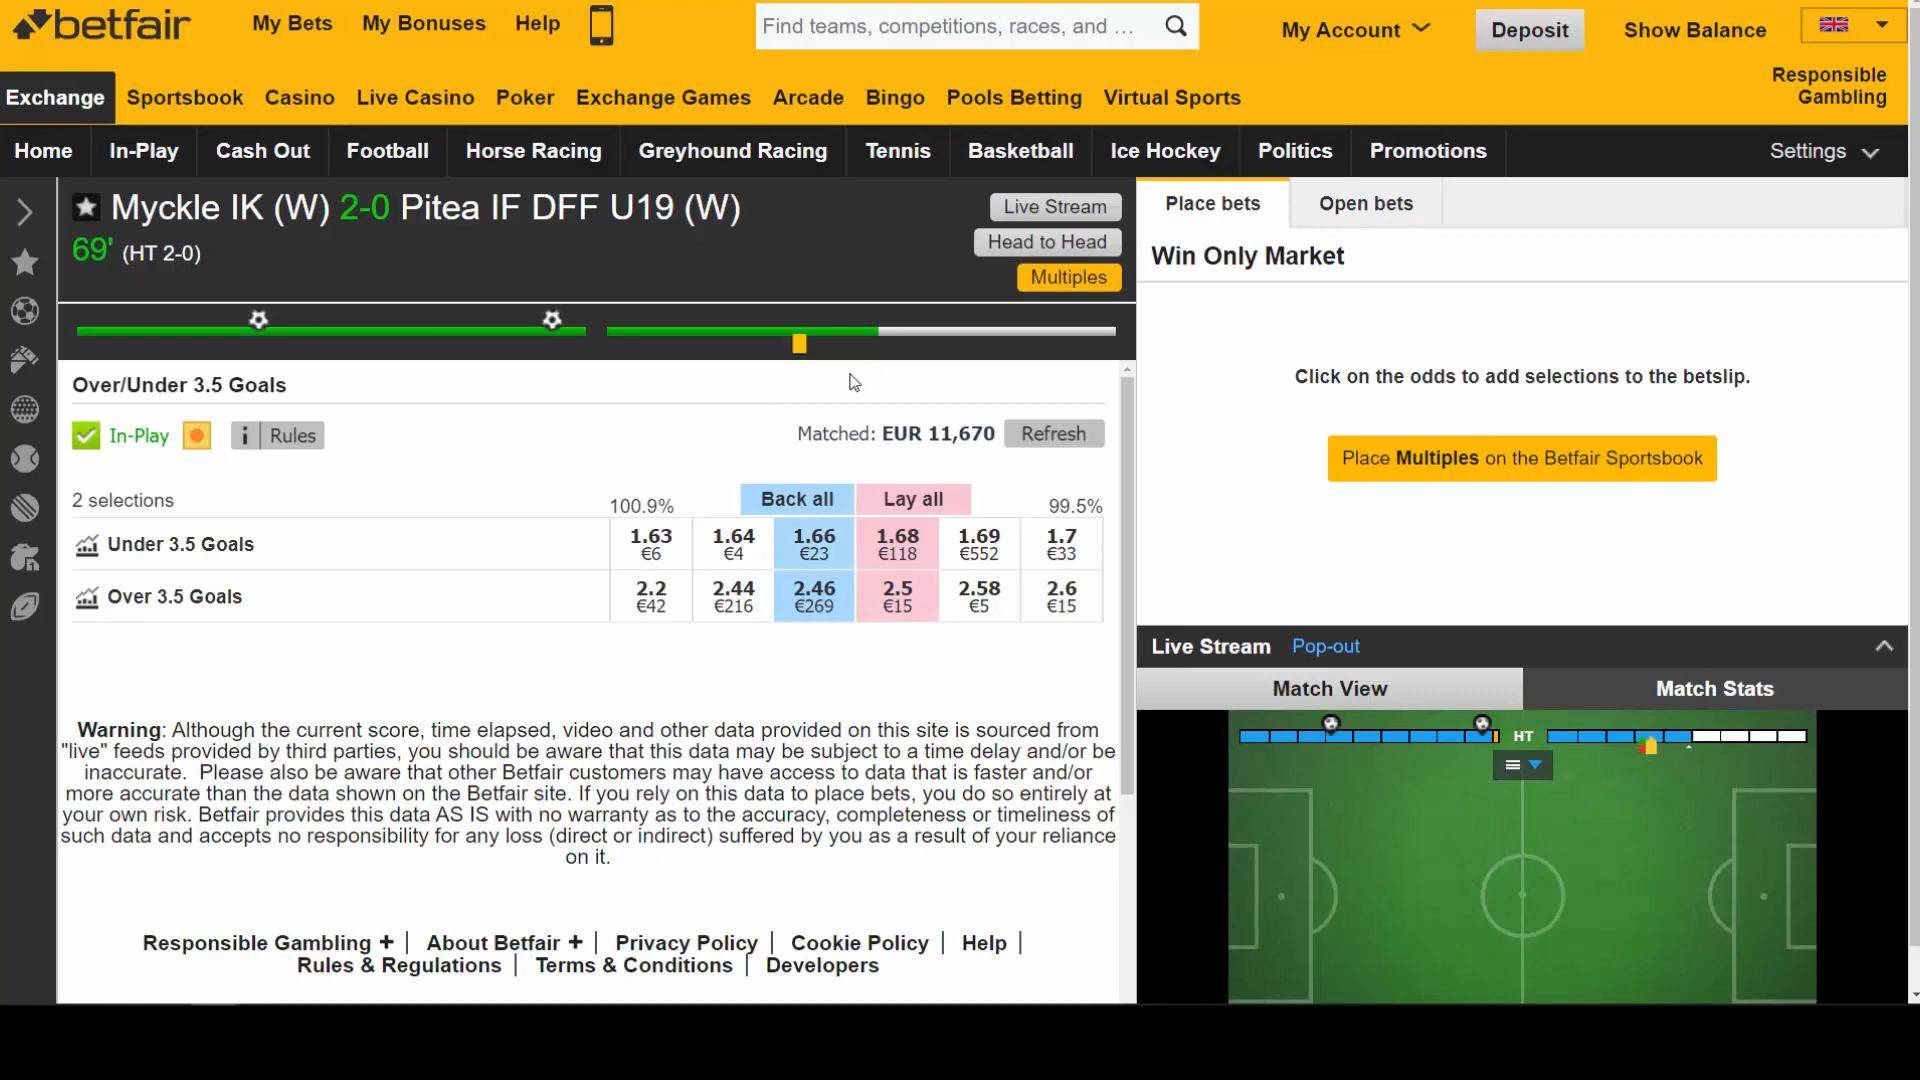 betfair
My Bets My Bonuses Help
Find teams, competitions, races, and ...
My Account Deposit Show Balance
Responsible
Gambling
Exchange Sportsbook Casino Live Casino Poker Exchange Games Arcade Bingo Pools Betting Virtual Sports
Home In-Play Cash Out Football Horse Racing Greyhound Racing Tennis Basketball Ice Hockey Politics Promotions Settings
Myckle IK (W) 2-0 Pitea IF DFF U19 (W)
69' (HT 2-0)
Live Stream
Head to Head
Multiples
Over/Under 3.5 Goals
In-Play i Rules Matched: EUR 11,670 Refresh
2 selections 100.9% Back all Lay all 99.5%
Under 3.5 Goals 1.63 1.64 1.66 1.68 1.69 1.7
€6 €4 €23 €118 €552 €33
Over 3.5 Goals 2.2 2.44 2.46 2.5 2.58 2.6
€42 €216 €269 €15 €5 €15
Warning: Although the current score, time elapsed, video and other data provided on this site is sourced from
"live" feeds provided by third parties, you should be aware that this data may be subject to a time delay and/or be
inaccurate. Please also be aware that other Betfair customers may have access to data that is faster and/or
more accurate than the data shown on the Betfair site. If you rely on this data to place bets, you do so entirely at
your own risk. Betfair provides this data AS IS with no warranty as to the accuracy, completeness or timeliness of
such data and accepts no responsibility for any loss (direct or indirect) suffered by you as a result of your reliance
on it.
Responsible Gambling + | About Betfair + | Privacy Policy | Cookie Policy | Help |
Rules & Regulations | Terms & Conditions | Developers
Place bets Open bets
Win Only Market
Click on the odds to add selections to the betslip.
Place Multiples on the Betfair Sportsbook
Live Stream Pop-out
Match View Match Stats
HT